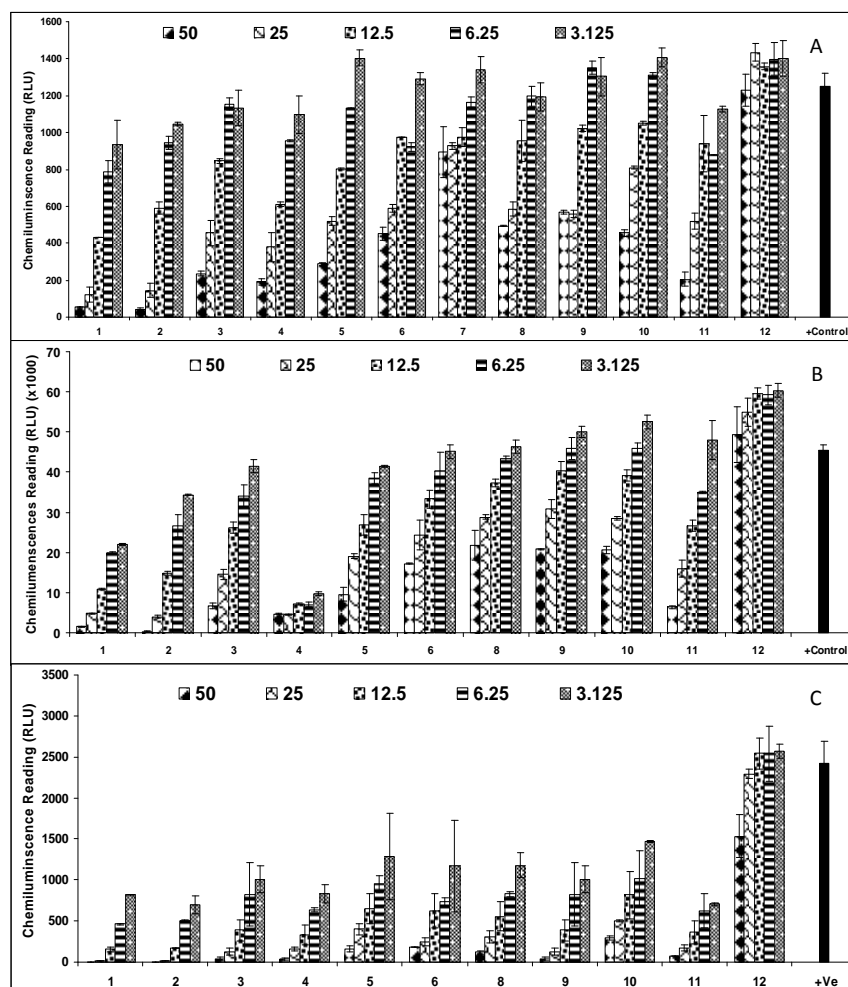 A
50 25 12.5 6.25 3.125
Chemiluminscence Reading (RLU)
1600
1400
1200
1000
800
600
400
200
0
1 2 3 4 5 6 7 8 9 10 11 12 +Control
B
50 25 12.5 6.25 3.125
Chemilumenscences Reading (RLU) (x1000)
70
60
50
40
30
20
10
0
1 2 3 4 5 6 8 9 10 11 12 +Control
C
50 25 12.5 6.25 3.125
Chemiluminscence Reading (RLU)
3500
3000
2500
2000
1500
1000
500
0
1 2 3 4 5 6 8 9 10 11 12 +Ve